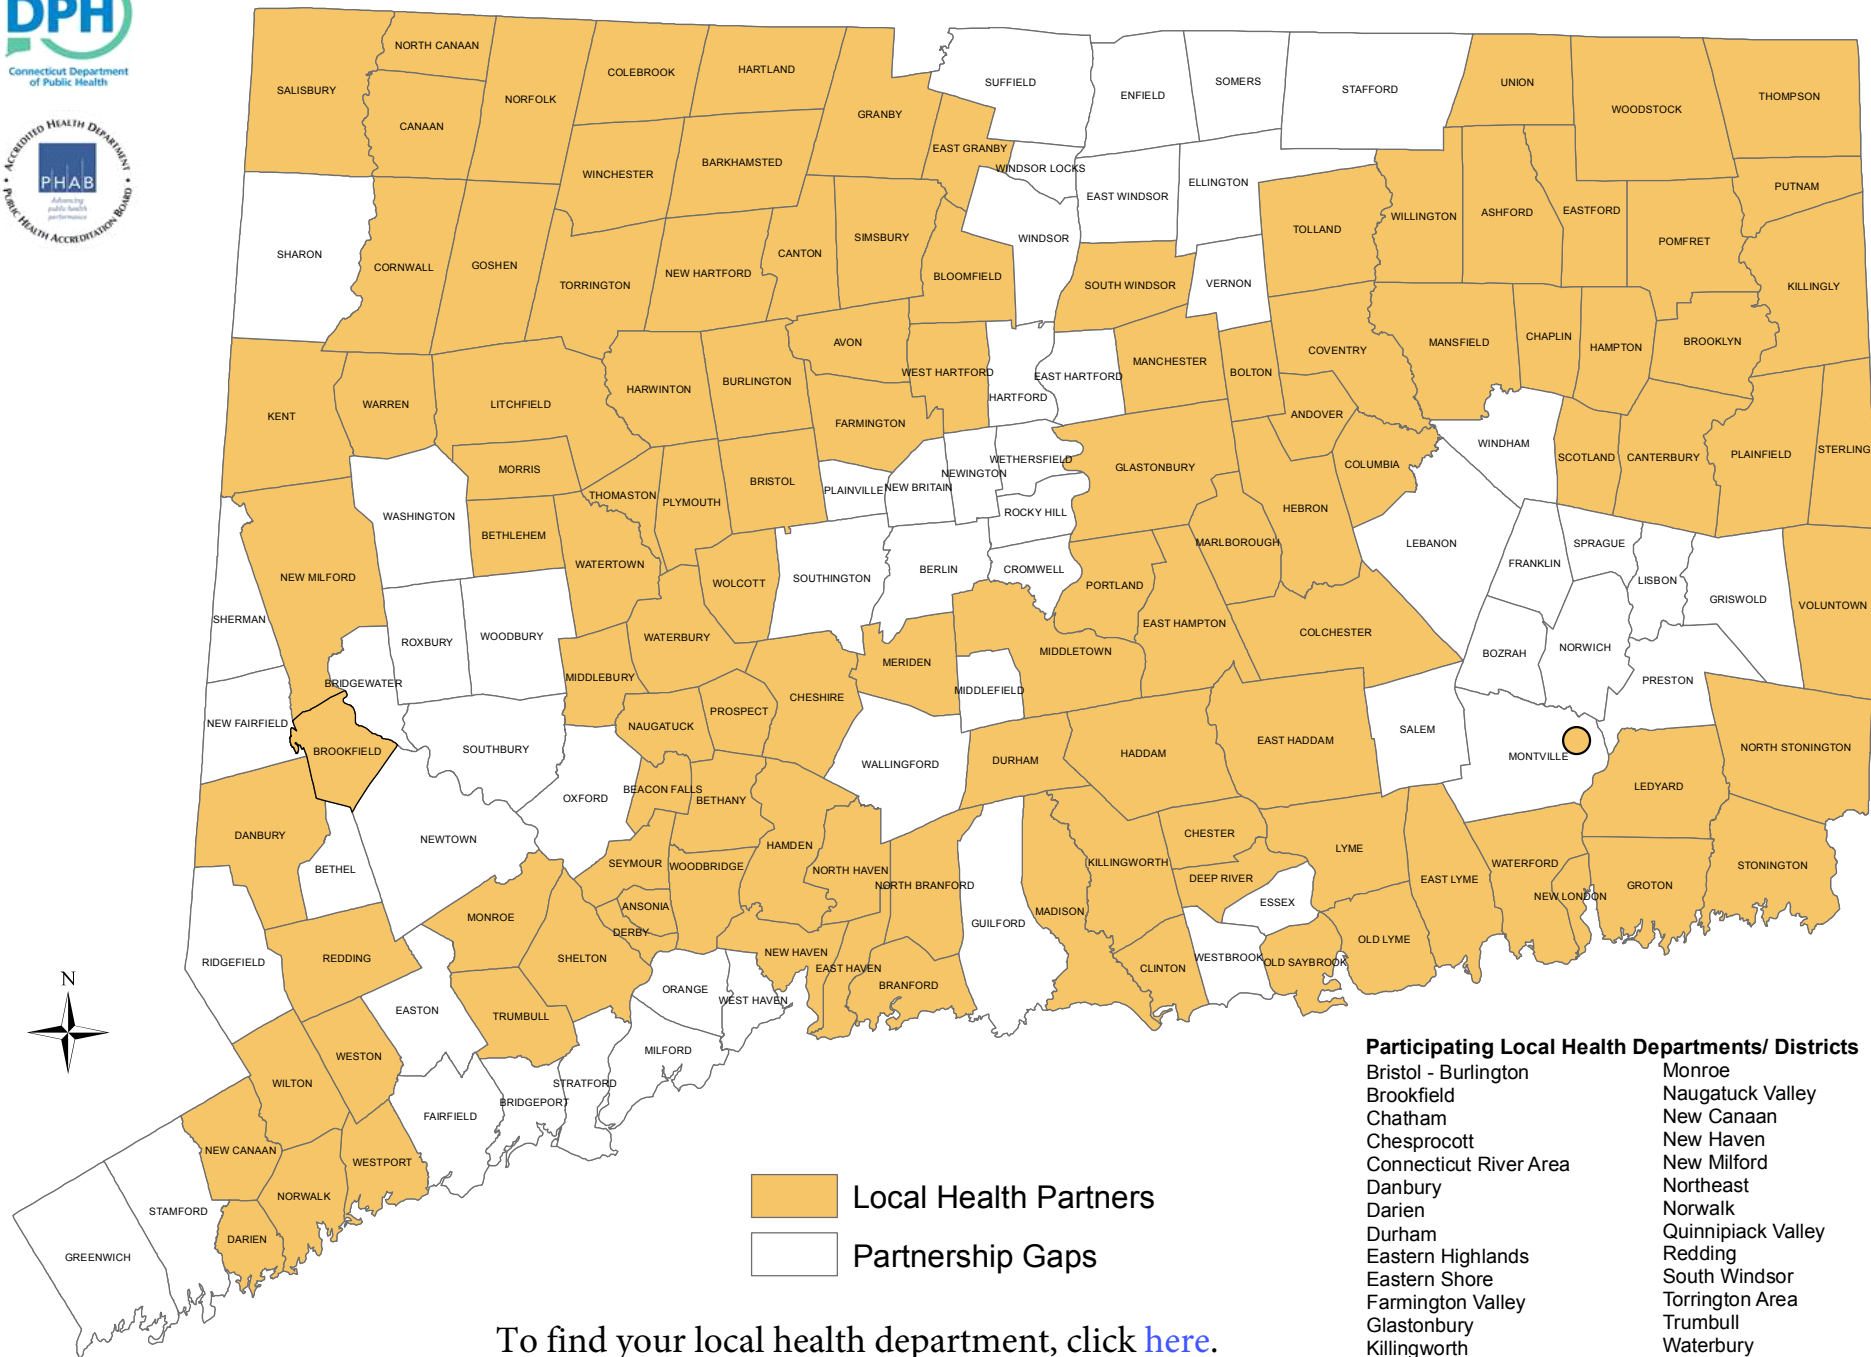 DPH
Connecticut Department
of Public Health
ACCREDITED HEALTH DEPARTMENT
PHAB
Advancing
public health
performance
PUBLIC HEALTH ACCREDITATION BOARD
NORTH CANAAN
SALISBURY
CANAAN
NORFOLK
COLEBROOK
HARTLAND
GRANBY
SUFFIELD
ENFIELD
SOMERS
STAFFORD
UNION
WOODSTOCK
THOMPSON
EAST GRANBY
WINDSOR LOCKS
BARKHAMSTED
WINCHESTER
EAST WINDSOR
ELLINGTON
PUTNAM
WILLINGTON
ASHFORD
EASTFORD
POMFRET
TOLLAND
SHARON
CORNWALL
GOSHEN
TORRINGTON
NEW HARTFORD
CANTON
SIMSBURY
BLOOMFIELD
WINDSOR
SOUTH WINDSOR
VERNON
KILLINGLY
AVON
WEST HARTFORD
HARTFORD
EAST HARTFORD
MANCHESTER
BOLTON
COVENTRY
MANSFIELD
CHAPLIN
HAMPTON
BROOKLYN
KENT
WARREN
LITCHFIELD
HARWINTON
BURLINGTON
FARMINGTON
ANDOVER
MORRIS
THOMASTON
PLYMOUTH
BRISTOL
PLAINVILLE
NEW BRITAIN
NEWINGTON
WETHERSFIELD
GLASTONBURY
COLUMBIA
WINDHAM
SCOTLAND
CANTERBURY
PLAINFIELD
STERLING
WASHINGTON
BETHLEHEM
WATERTOWN
ROCKY HILL
HEBRON
MARLBOROUGH
LEBANON
FRANKLIN
SPRAGUE
LISBON
GRISWOLD
VOLUNTOWN
NEW MILFORD
SHERMAN
ROXBURY
WOODBURY
WATERBURY
WOLCOTT
SOUTHINGTON
BERLIN
CROMWELL
PORTLAND
EAST HAMPTON
COLCHESTER
BOZRAH
NORWICH
PRESTON
BRIDGEWATER
MIDDLEBURY
MERIDEN
MIDDLETOWN
MIDDLEFIELD
CHESHIRE
PROSPECT
NAUGATUCK
NEW FAIRFIELD
BROOKFIELD
SOUTHBURY
OXFORD
BEACON FALLS
BETHANY
WALLINGFORD
DURHAM
HADDAM
EAST HADDAM
SALEM
MONTVILLE
LEDYARD
NORTH STONINGTON
DANBURY
BETHEL
NEWTOWN
SEYMOUR
WOODBRIDGE
HAMDEN
NORTH HAVEN
NORTH BRANFORD
KILLINGWORTH
CHESTER
DEEP RIVER
LYME
EAST LYME
WATERFORD
NEW LONDON
GROTON
STONINGTON
ESSEX
MONROE
ANSONIA
DERBY
SHELTON
NEW HAVEN
EAST HAVEN
BRANFORD
GUILFORD
MADISON
CLINTON
WESTBROOK
OLD SAYBROOK
OLD LYME
RIDGEFIELD
REDDING
EASTON
TRUMBULL
ORANGE
WEST HAVEN
MILFORD
WILTON
WESTON
FAIRFIELD
BRIDGEPORT
STRATFORD
NEW CANAAN
WESTPORT
NORWALK
STAMFORD
DARIEN
GREENWICH
N
Local Health Partners
Partnership Gaps
To find your local health department, click here.
Participating Local Health Departments/ Districts
Bristol - Burlington
Brookfield
Chatham
Chesprocott
Connecticut River Area
Danbury
Darien
Durham
Eastern Highlands
Eastern Shore
Farmington Valley
Glastonbury
Killingworth
Monroe
Naugatuck Valley
New Canaan
New Haven
New Milford
Northeast
Norwalk
Quinnipiack Valley
Redding
South Windsor
Torrington Area
Trumbull
Waterbury